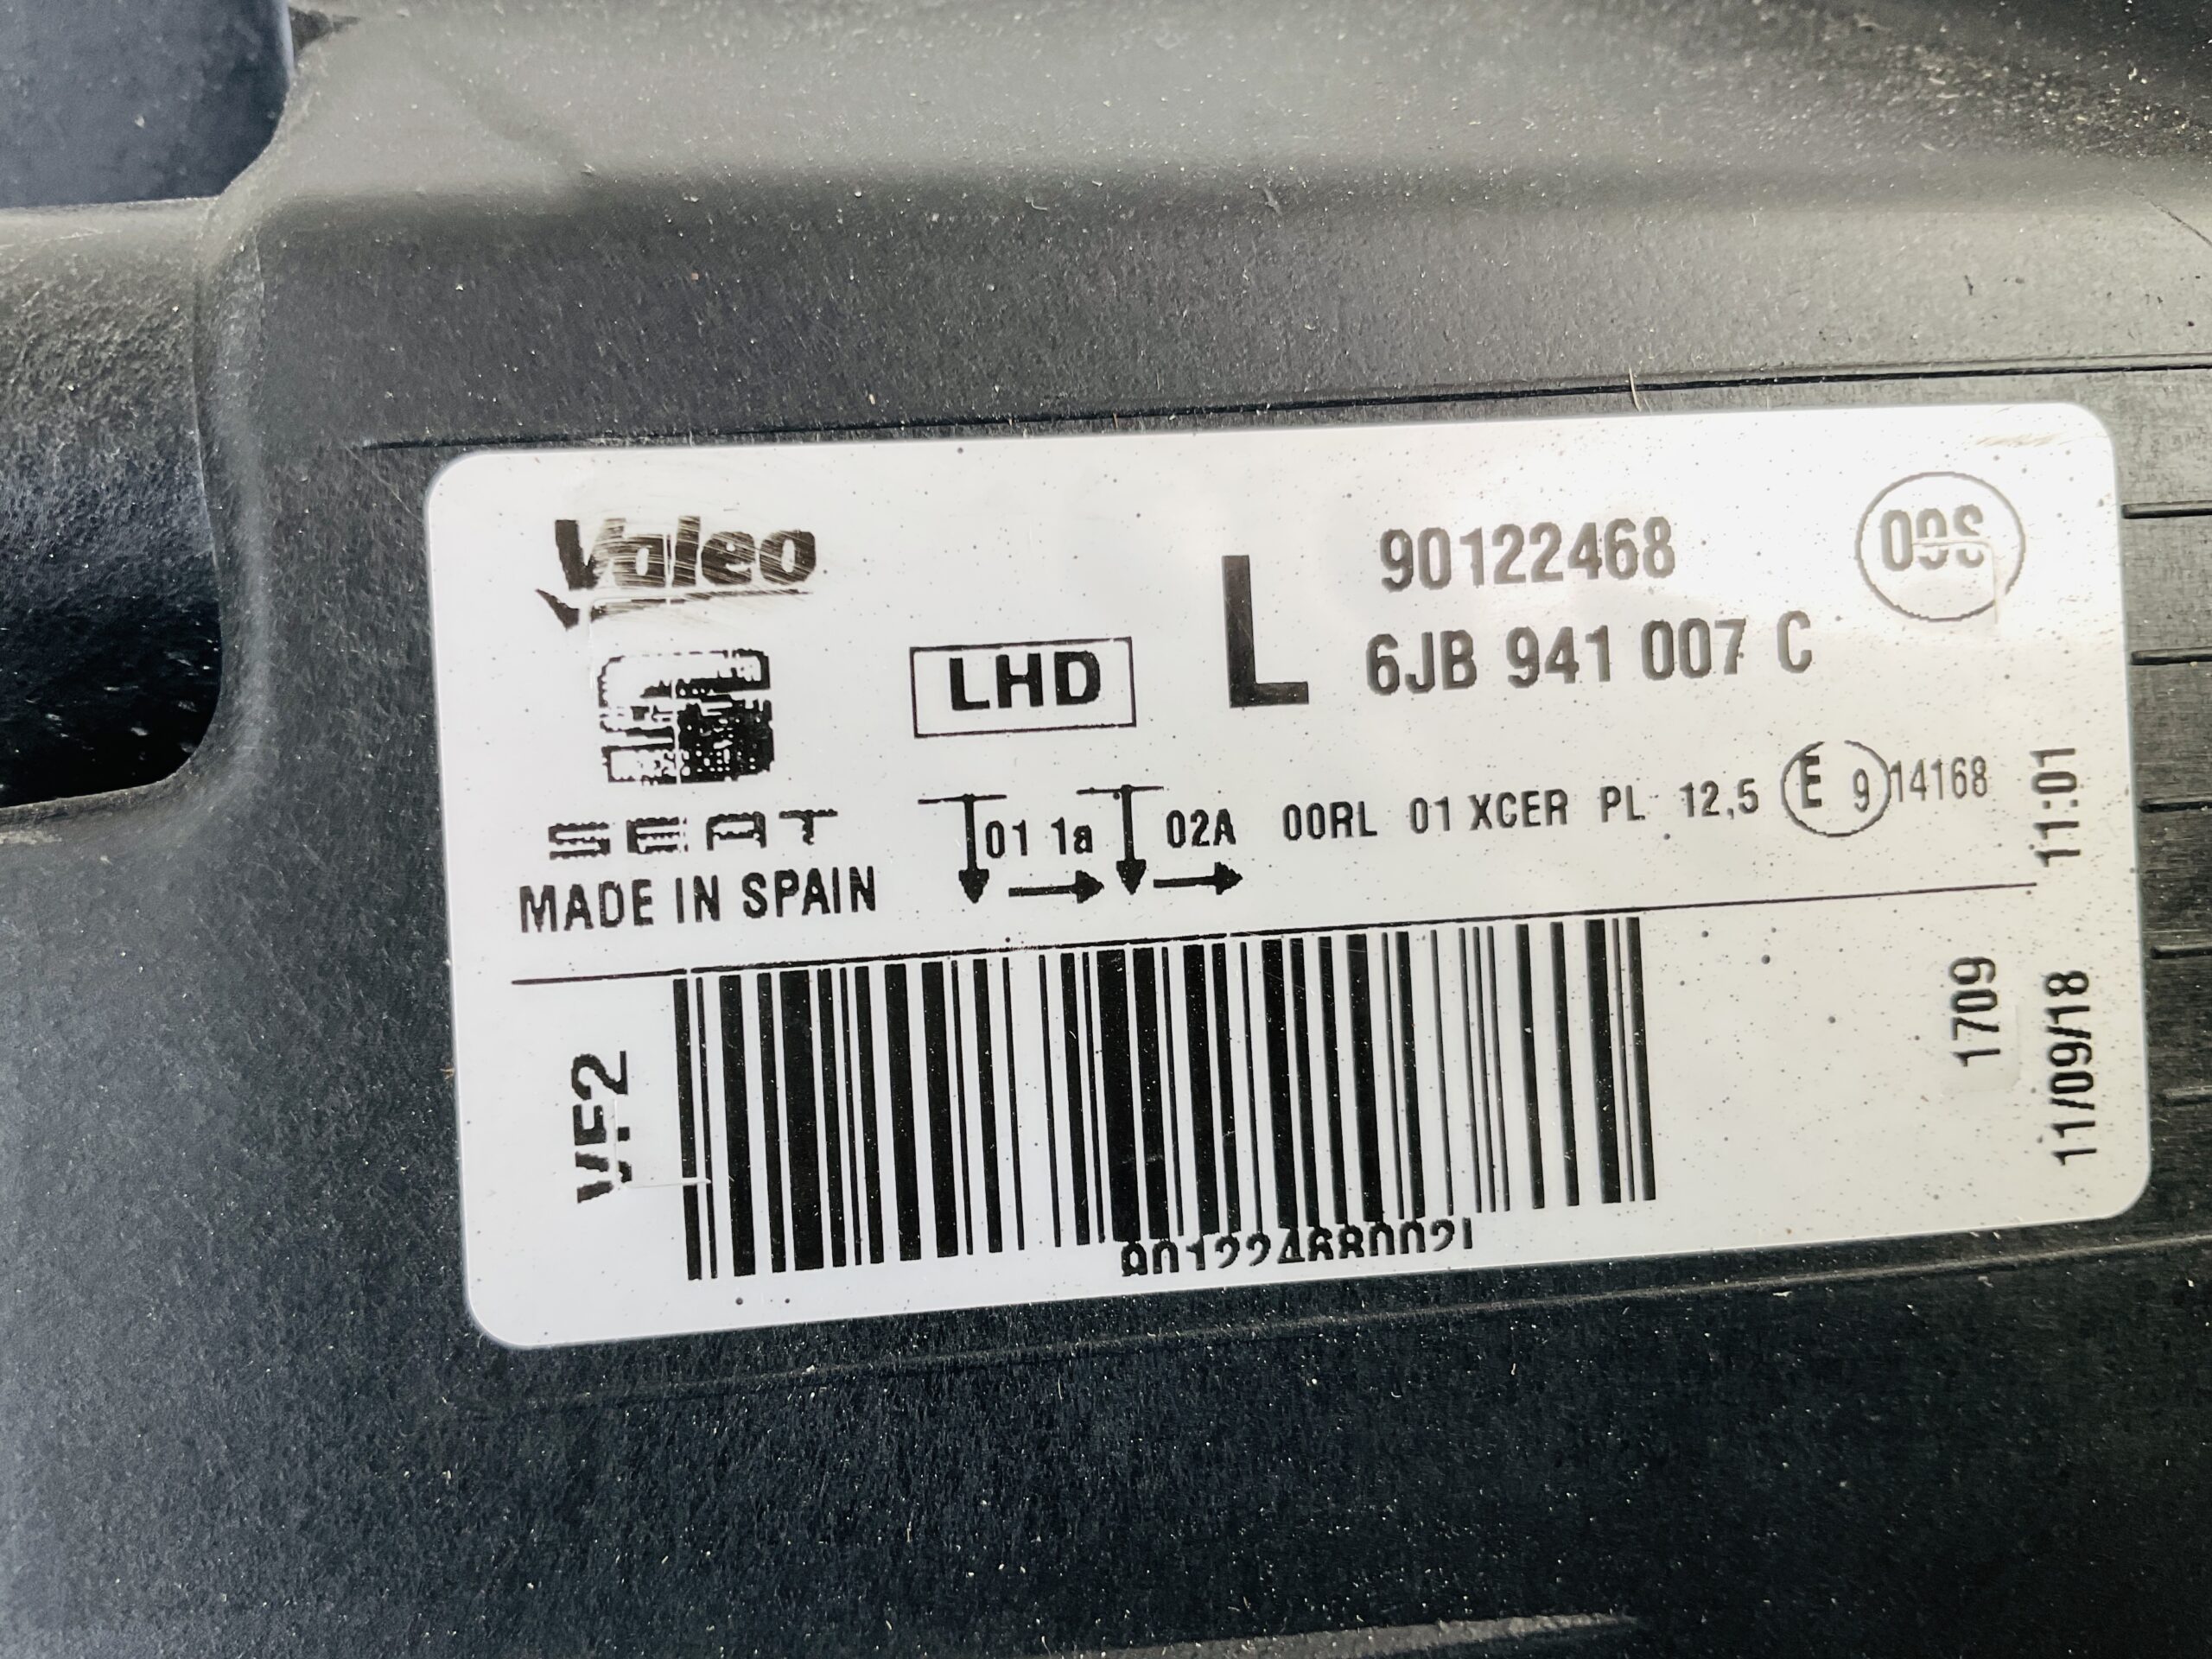 Valeo
90122468
09S
LHD
L
6JB 941 007 C
SEAT
01 1a
02A
00RL 01 XCER PL 12,5 E 9 14168
11:01
MADE IN SPAIN
VF2
1709
11/09/18